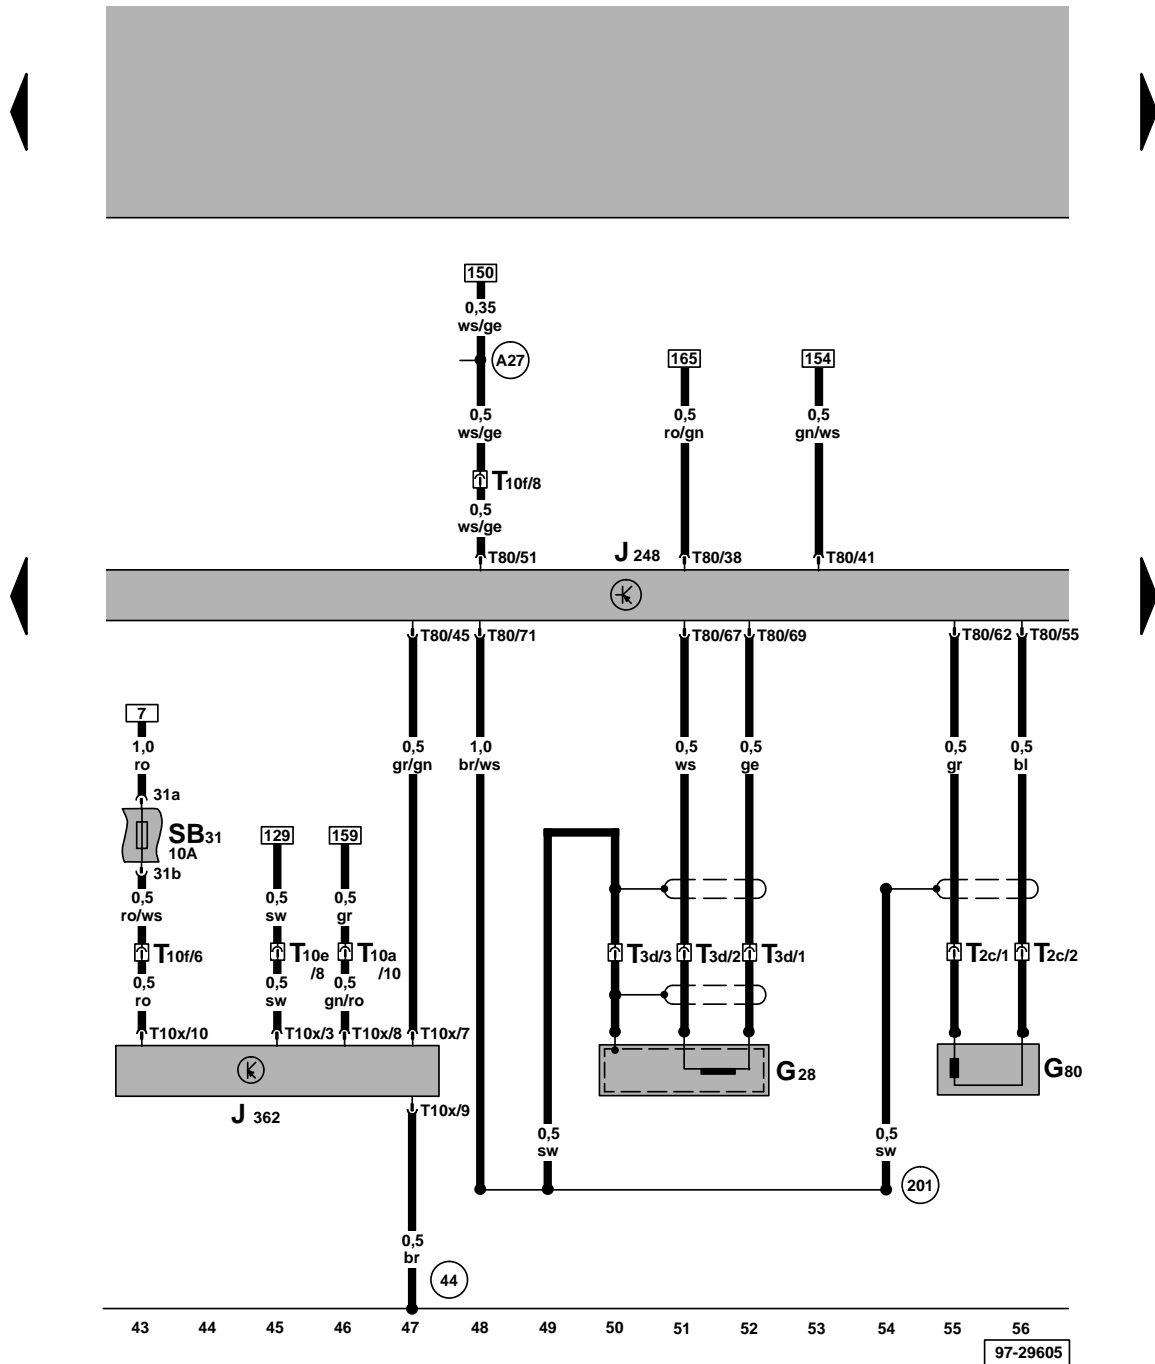 150
0,35
ws/ge
A27
165
154
0,5
ws/ge
0,5
ro/gn
0,5
gn/ws
T10f/8
0,5
ws/ge
T80/51
J 248
T80/38
T80/41
T80/45
T80/71
T80/67
T80/69
T80/62
T80/55
7
1,0
ro
0,5
gr/gn
1,0
br/ws
0,5
ws
0,5
ge
0,5
gr
0,5
bl
31a
SB31
10A
129
159
31b
0,5
ro/ws
0,5
sw
0,5
gr
T10f/6
T10e
/8
T10a
/10
T3d/3
T3d/2
T3d/1
T2c/1
T2c/2
0,5
ro
0,5
sw
0,5
gn/ro
T10x/10
T10x/3
T10x/8
T10x/7
G28
G80
J 362
T10x/9
0,5
sw
0,5
sw
201
0,5
br
44
43 44 45 46 47 48 49 50 51 52 53 54 55 56
97-29605